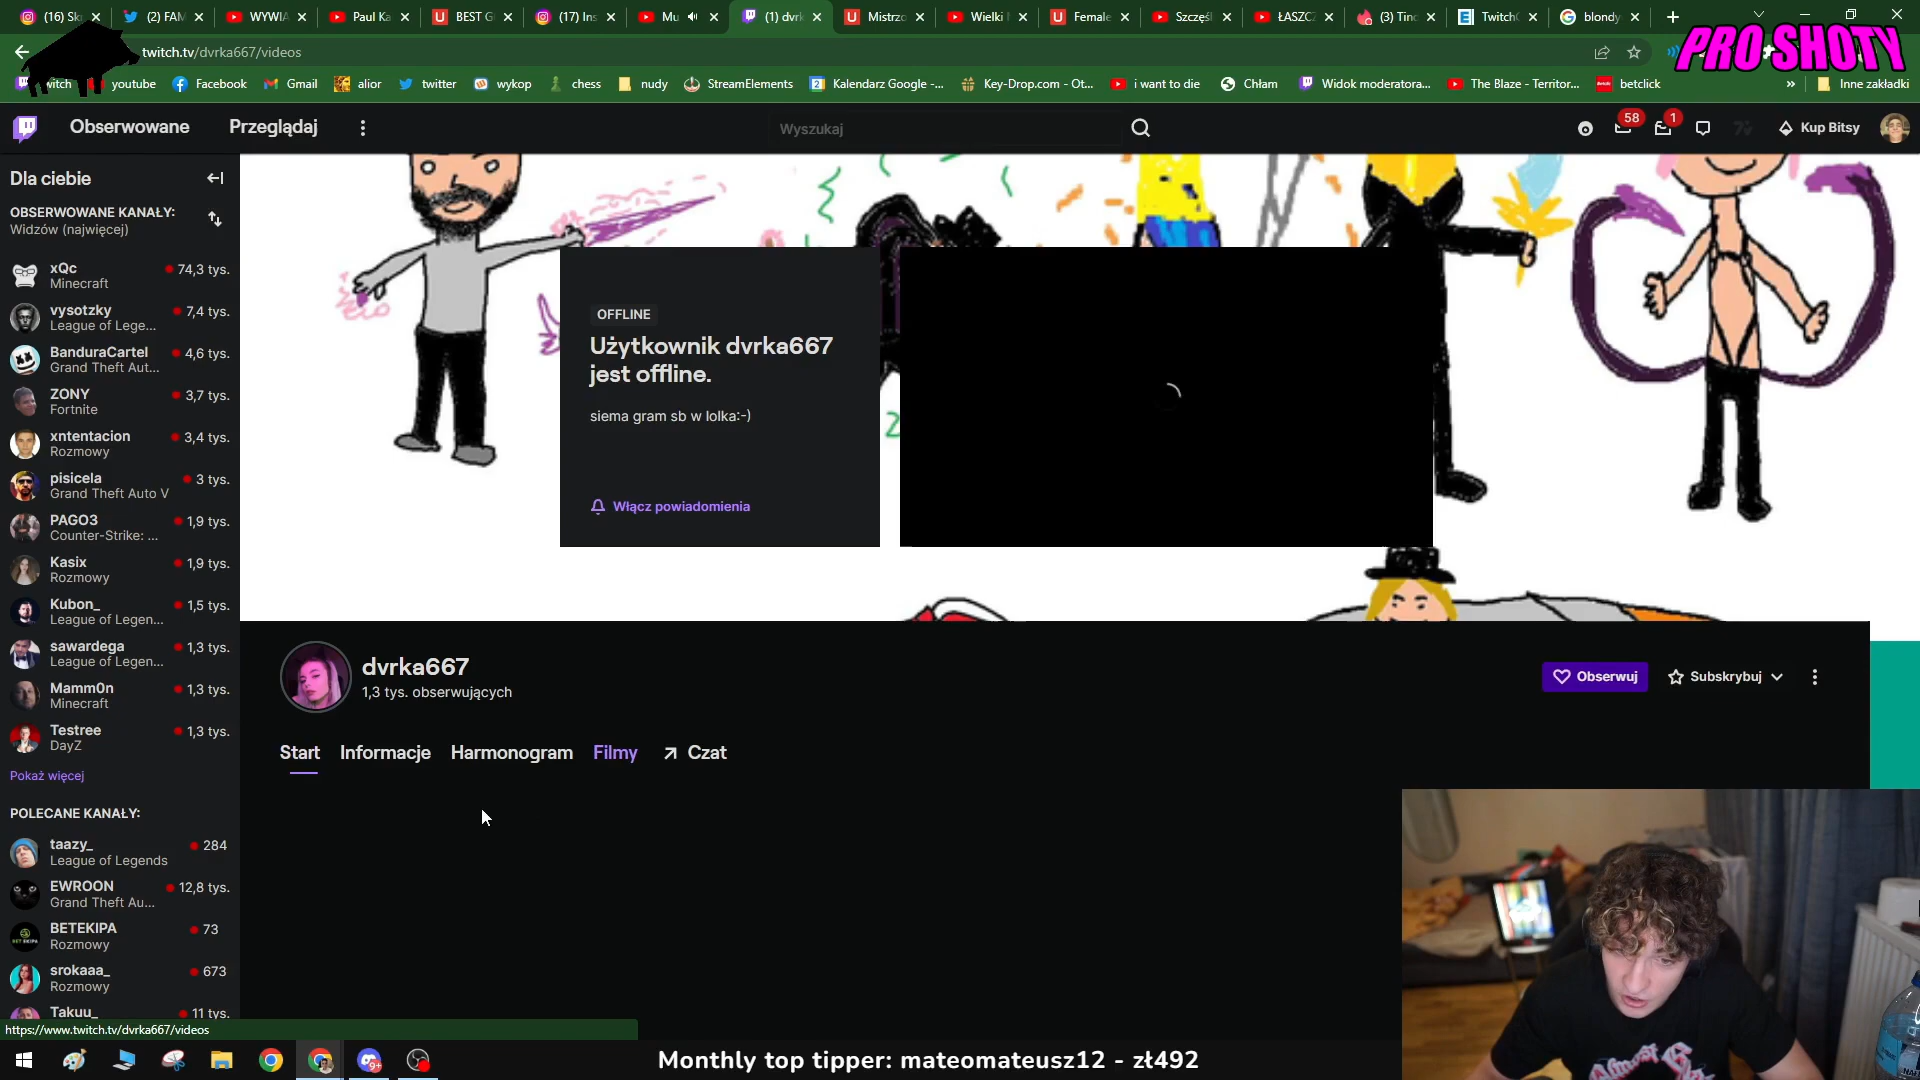 (16) Sk
(2) FAM
WYWIA
Paul Ka
BEST G
(17) Ins
Mu
(1) dvrk
Mistrzo
Wielki
Female
Szczęśl
ŁASZCZ
(3) Tind
Twitch
blondy
twitch.tv/dvrka667/videos
PRO SHOTY
witch
youtube
Facebook
Gmail
alior
twitter
wykop
chess
nudy
StreamElements
Kalendarz Google -...
Key-Drop.com - Ot...
i want to die
Chłam
Widok moderatora...
The Blaze - Territor...
betclick
»
Inne zakładki
Obserwowane
Przeglądaj
Wyszukaj
58
1
Kup Bitsy
Dla ciebie
OBSERWOWANE KANAŁY:
Widzów (najwięcej)
xQc
74,3 tys.
Minecraft
vysotzky
7,4 tys.
League of Lege...
BanduraCartel
4,6 tys.
Grand Theft Aut...
ZONY
3,7 tys.
Fortnite
xntentacion
3,4 tys.
Rozmowy
pisicela
3 tys.
Grand Theft Auto V
PAGO3
1,9 tys.
Counter-Strike: ...
Kasix
1,9 tys.
Rozmowy
Kubon_
1,5 tys.
League of Legen...
sawardega
1,3 tys.
League of Legen...
Mamm0n
1,3 tys.
Minecraft
Testree
1,3 tys.
DayZ
Pokaż więcej
POLECANE KANAŁY:
taazy_
284
League of Legends
EWROON
12,8 tys.
Grand Theft Au...
BETEKIPA
73
Rozmowy
srokaaa_
673
Rozmowy
Takuu_
11 tys.
OFFLINE
Użytkownik dvrka667
jest offline.
siema gram sb w lolka:-)
Włącz powiadomienia
dvrka667
1,3 tys. obserwujących
Obserwuj
Subskrybuj
Start
Informacje
Harmonogram
Filmy
Czat
https://www.twitch.tv/dvrka667/videos
9+
Monthly top tipper: mateomateusz12 - zł492